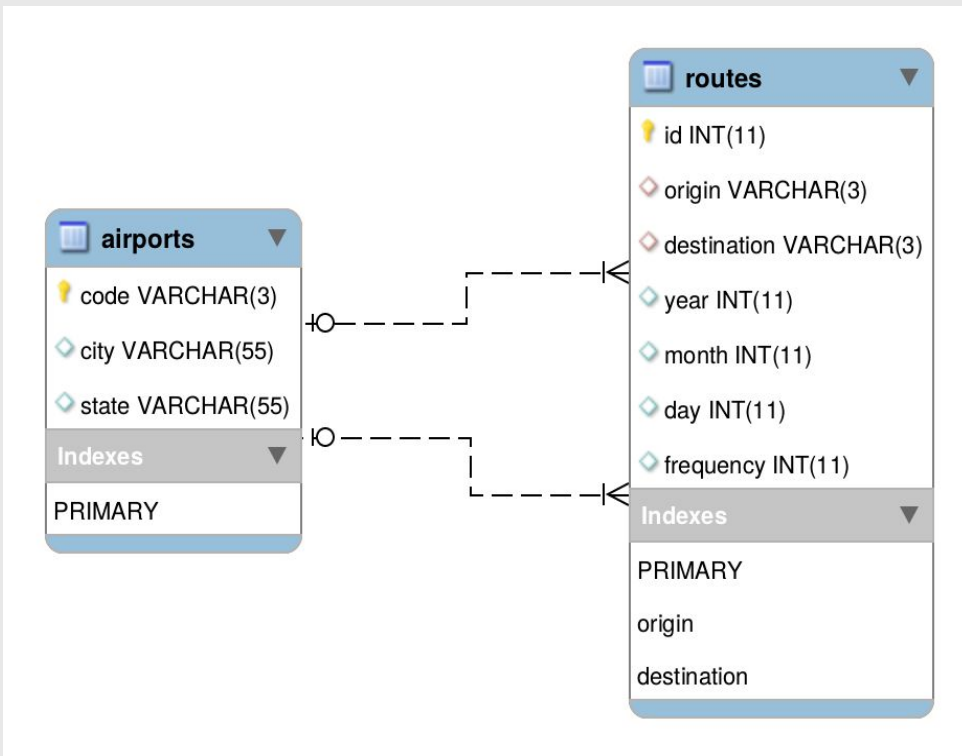 airports
code VARCHAR(3)
city VARCHAR(55)
state VARCHAR(55)
Indexes
PRIMARY
routes
id INT(11)
origin VARCHAR(3)
destination VARCHAR(3)
year INT(11)
month INT(11)
day INT(11)
frequency INT(11)
Indexes
PRIMARY
origin
destination